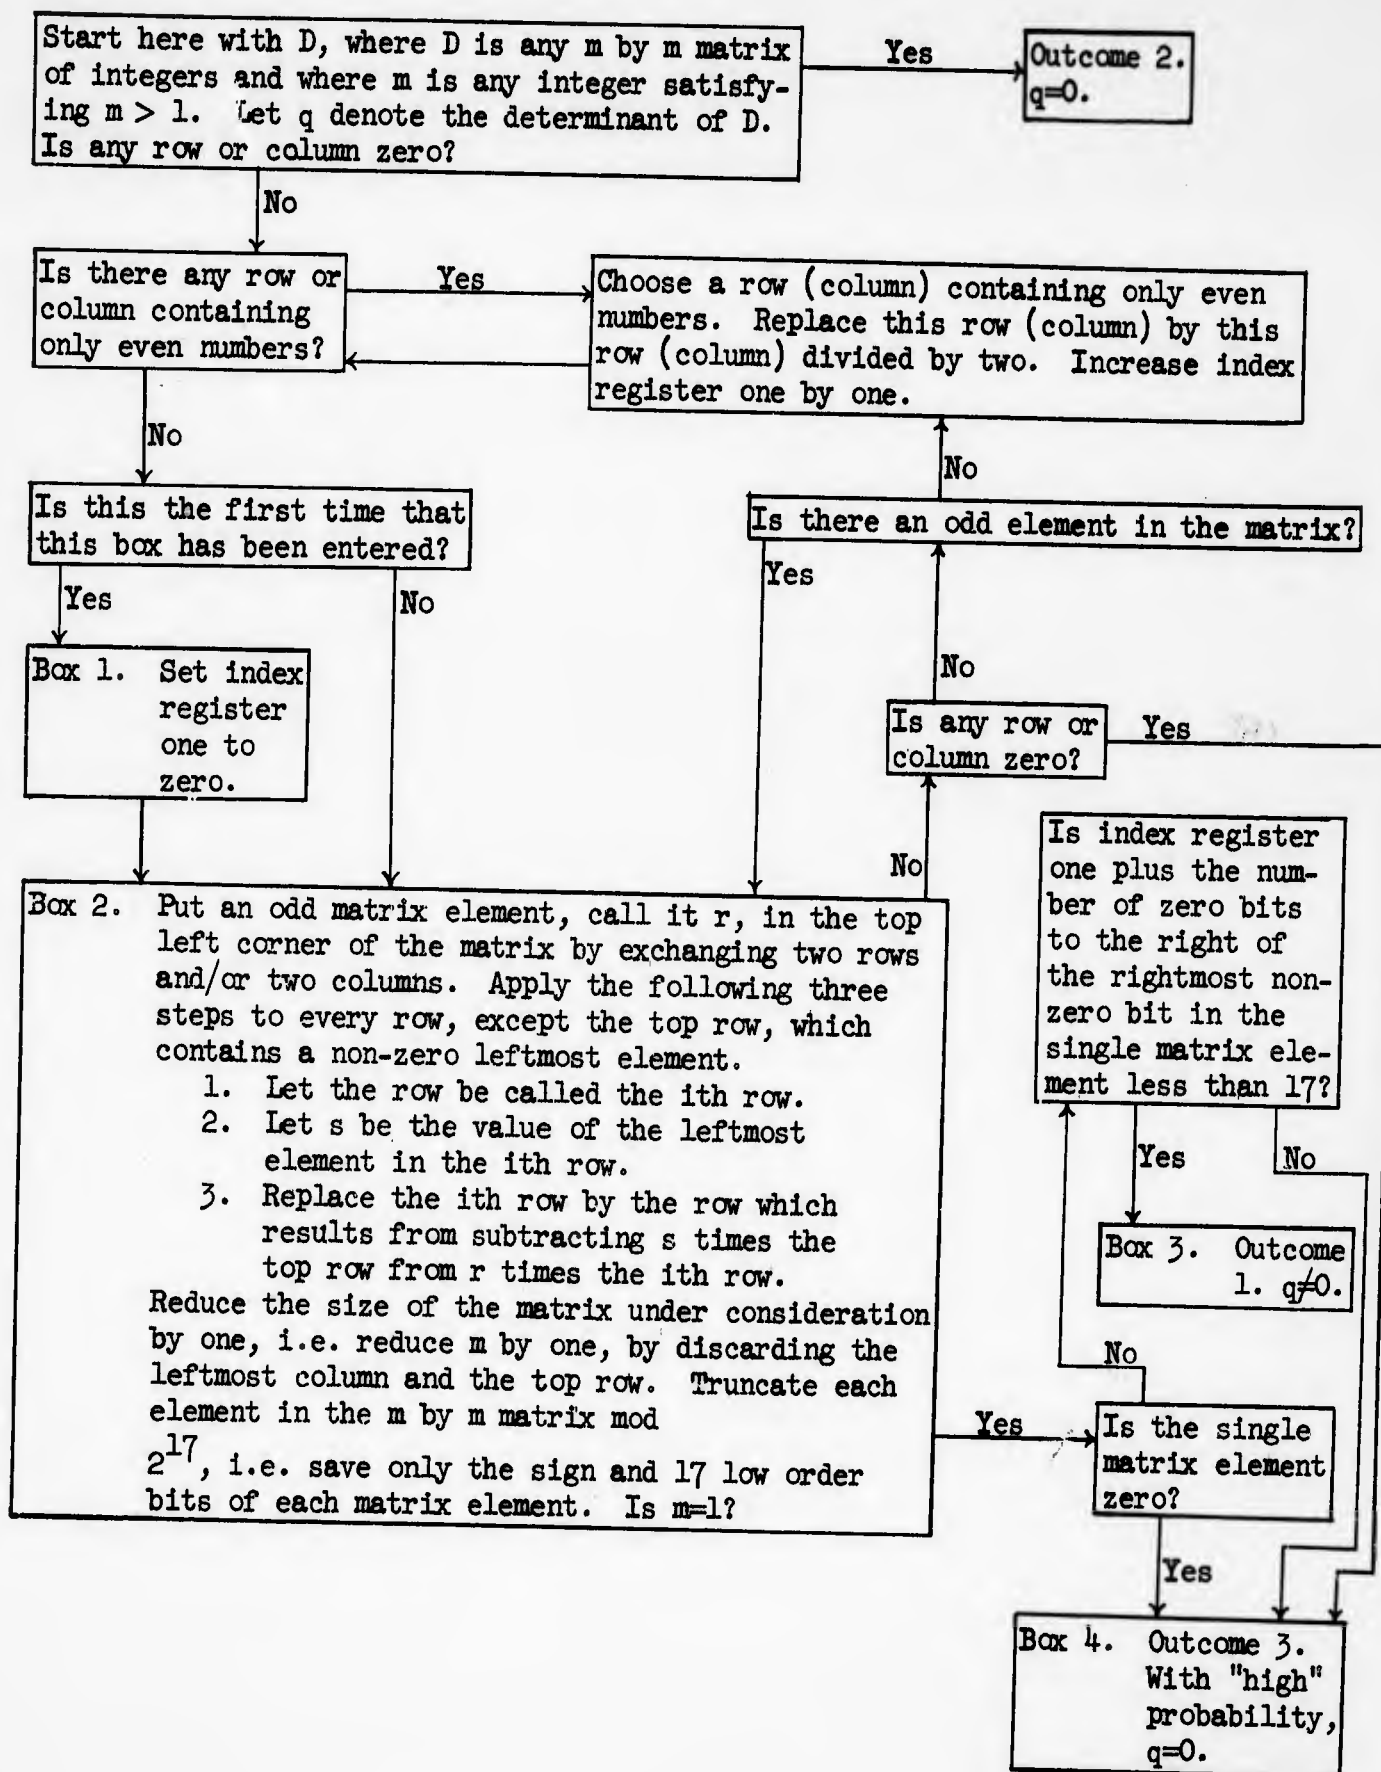 Start here with D, where D is any m by m matrix
of integers and where m is any integer satisfy-
ing m > 1. Let q denote the determinant of D.
Is any row or column zero?
Yes
Outcome 2.
q=0.
No
Is there any row or
column containing
only even numbers?
Yes
Choose a row (column) containing only even
numbers. Replace this row (column) by this
row (column) divided by two. Increase index
register one by one.
No
No
Is this the first time that
this box has been entered?
Is there an odd element in the matrix?
Yes
No
Yes
No
Box 1. Set index
register
one to
zero.
Is any row or
column zero?
Yes
Is index register
one plus the num-
ber of zero bits
to the right of
the rightmost non-
zero bit in the
single matrix ele-
ment less than 17?
No
Box 2. Put an odd matrix element, call it r, in the top
left corner of the matrix by exchanging two rows
and/or two columns. Apply the following three
steps to every row, except the top row, which
contains a non-zero leftmost element.
1. Let the row be called the ith row.
2. Let s be the value of the leftmost
element in the ith row.
3. Replace the ith row by the row which
results from subtracting s times the
top row from r times the ith row.
Reduce the size of the matrix under consideration
by one, i.e. reduce m by one, by discarding the
leftmost column and the top row. Truncate each
element in the m by m matrix mod
2^17, i.e. save only the sign and 17 low order
bits of each matrix element. Is m=1?
Yes
No
Box 3. Outcome
1. q≠0.
No
Yes
Is the single
matrix element
zero?
Yes
Box 4. Outcome 3.
With "high"
probability,
q=0.